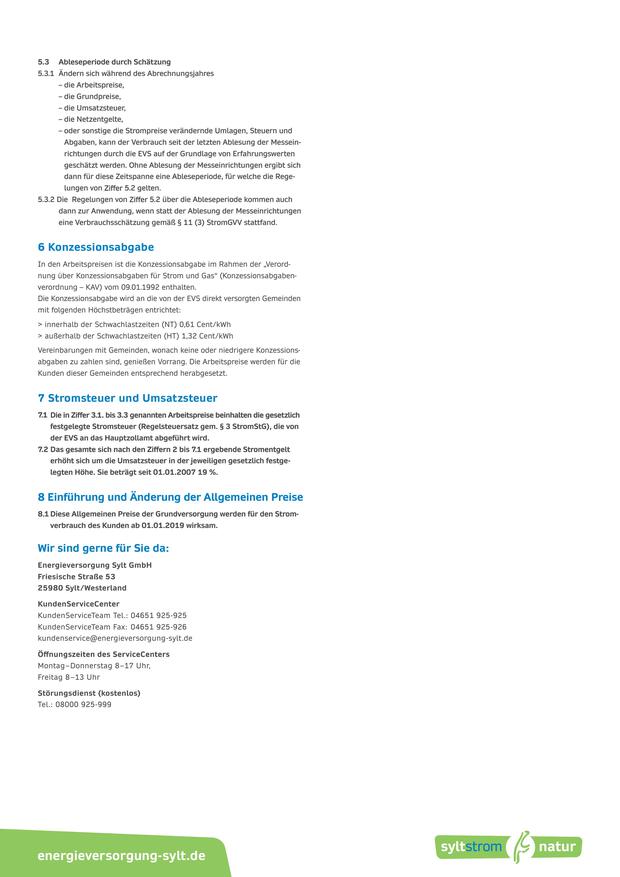 5.3 Ableseperiode durch Schätzung
5.3.1 Ändern sich während des Abrechnungsjahres
– die Arbeitspreise,
– die Grundpreise,
– die Umsatzsteuer,
– die Netzentgelte,
– oder sonstige die Strompreise verändernde Umlagen, Steuern und
Abgaben, kann der Verbrauch seit der letzten Ablesung der Messein-
richtungen durch die EVS auf der Grundlage von Erfahrungswerten
geschätzt werden. Ohne Ablesung der Messeinrichtungen ergibt sich
dann für diese Zeitspanne eine Ableseperiode, für welche die Rege-
lungen von Ziffer 5.2 gelten.
5.3.2 Die Regelungen von Ziffer 5.2 über die Ableseperiode kommen auch
dann zur Anwendung, wenn statt der Ablesung der Messeinrichtungen
eine Verbrauchsschätzung gemäß § 11 (3) StromGVV stattfand.
6 Konzessionsabgabe
In den Arbeitspreisen ist die Konzessionsabgabe im Rahmen der „Verord-
nung über Konzessionsabgaben für Strom und Gas“ (Konzessionsabgaben-
verordnung – KAV) vom 09.01.1992 enthalten.
Die Konzessionsabgabe wird an die von der EVS direkt versorgten Gemeinden
mit folgenden Höchstbeträgen entrichtet:
> innerhalb der Schwachlastzeiten (NT) 0,61 Cent/kWh
> außerhalb der Schwachlastzeiten (HT) 1,32 Cent/kWh
Vereinbarungen mit Gemeinden, wonach keine oder niedrigere Konzessions-
abgaben zu zahlen sind, genießen Vorrang. Die Arbeitspreise werden für die
Kunden dieser Gemeinden entsprechend herabgesetzt.
7 Stromsteuer und Umsatzsteuer
7.1 Die in Ziffer 3.1. bis 3.3 genannten Arbeitspreise beinhalten die gesetzlich
festgelegte Stromsteuer (Regelsteuersatz gem. § 3 StromStG), die von
der EVS an das Hauptzollamt abgeführt wird.
7.2 Das gesamte sich nach den Ziffern 2 bis 7.1 ergebende Stromentgelt
erhöht sich um die Umsatzsteuer in der jeweiligen gesetzlich festge-
legten Höhe. Sie beträgt seit 01.01.2007 19 %.
8 Einführung und Änderung der Allgemeinen Preise
8.1 Diese Allgemeinen Preise der Grundversorgung werden für den Strom-
verbrauch des Kunden ab 01.01.2019 wirksam.
Wir sind gerne für Sie da:
Energieversorgung Sylt GmbH
Friesische Straße 53
25980 Sylt/Westerland
KundenServiceCenter
KundenServiceTeam Tel.: 04651 925-925
KundenServiceTeam Fax: 04651 925-926
kundenservice@energieversorgung-sylt.de
Öffnungszeiten des ServiceCenters
Montag–Donnerstag 8–17 Uhr,
Freitag 8–13 Uhr
Störungsdienst (kostenlos)
Tel.: 08000 925-999
energieversorgung-sylt.de
syltstrom natur